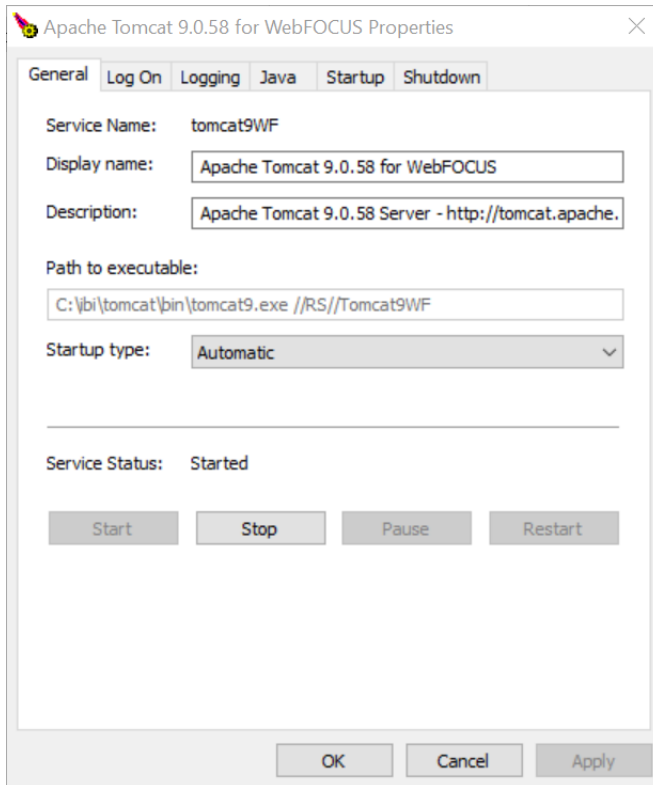 Apache Tomcat 9.0.58 for WebFOCUS Properties
General Log On Logging Java Startup Shutdown
Service Name: tomcat9WF
Display name: Apache Tomcat 9.0.58 for WebFOCUS
Description: Apache Tomcat 9.0.58 Server - http://tomcat.apache.
Path to executable:
C:\ibi\tomcat\bin\tomcat9.exe //RS//Tomcat9WF
Startup type: Automatic
Service Status: Started
Start Stop Pause Restart
OK Cancel Apply